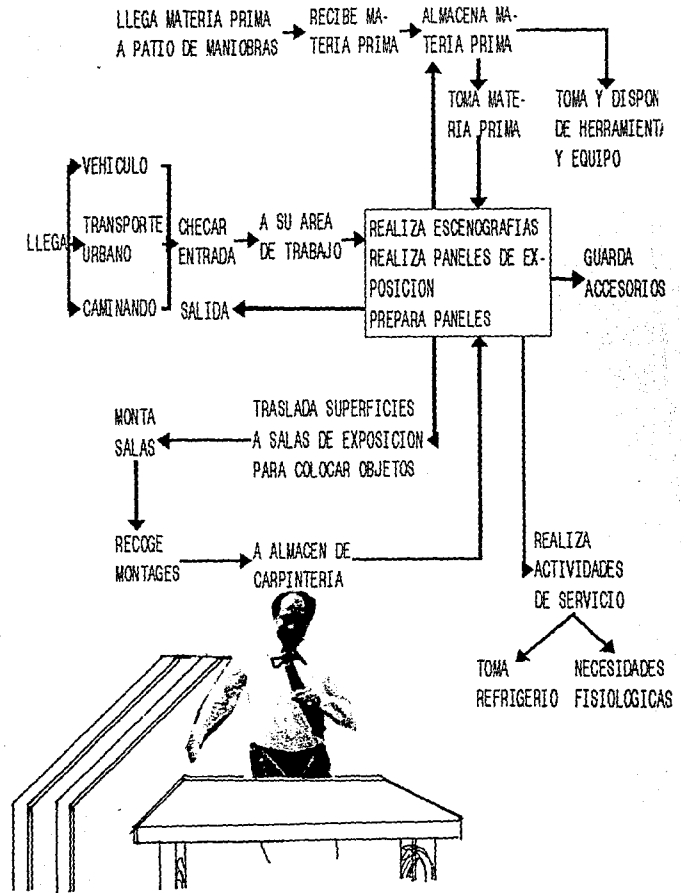 LLEGA MATERIA PRIMA
A PATIO DE MANIOBRAS
RECIBE MA-
TERIA PRIMA
ALMACENA MA-
TERIA PRIMA
TOMA MATE-
RIA PRIMA
TOMA Y DISPON
DE HERRAMIENTA
Y EQUIPO
LLEGA
VEHICULO
TRANSPORTE
URBANO
CAMINANDO
CHECAR
ENTRADA
A SU AREA
DE TRABAJO
REALIZA ESCENOGRAFIAS
REALIZA PANELES DE EX-
POSICION
PREPARA PANELES
GUARDA
ACCESORIOS
SALIDA
MONTA
SALAS
TRASLADA SUPERFICIES
A SALAS DE EXPOSICION
PARA COLOCAR OBJETOS
RECOGE
MONTAGES
A ALMACEN DE
CARPINTERIA
REALIZA
ACTIVIDADES
DE SERVICIO
TOMA
REFRIGERIO
NECESIDADES
FISIOLOGICAS